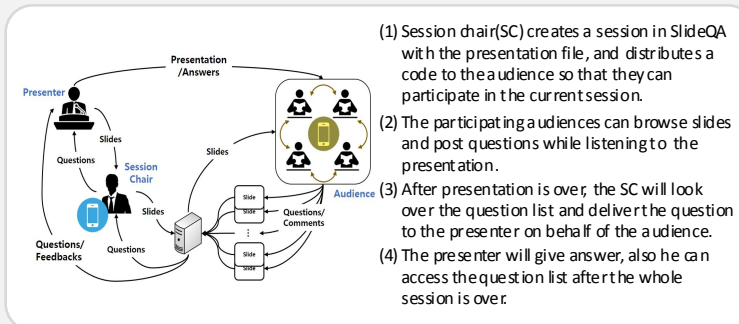 Presentation
/Answers
Presenter
Slides
Questions
Session
Chair
Slides
Slides
Audience
Slide
Slide
Questions/
Comments
⋮
Slide
Slide
Questions/
Feedbacks
Questions
(1) Session chair(SC) creates a session in SlideQA
with the presentation file, and distributes a
code to the audience so that they can
participate in the current session.
(2) The participating audiences can browse slides
and post questions while listening to the
presentation.
(3) After presentation is over, the SC will look
over the question list and deliver the question
to the presenter on behalf of the audience.
(4) The presenter will give answer, also he can
access the question list after the whole
session is over.